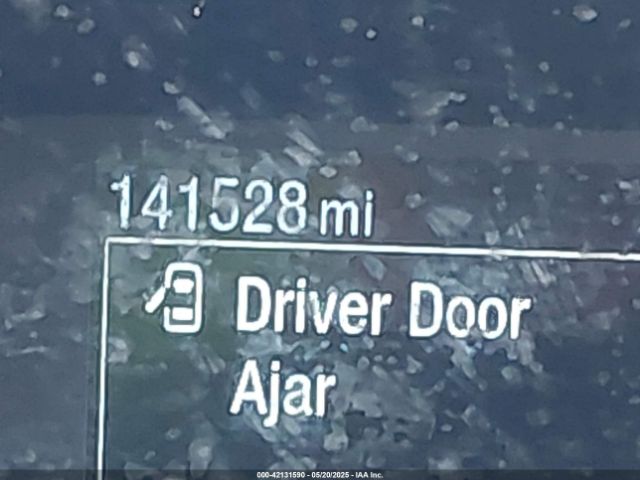 141528 mi
Driver Door
Ajar
000-42131590 - 05/20/2025 - IAA Inc.